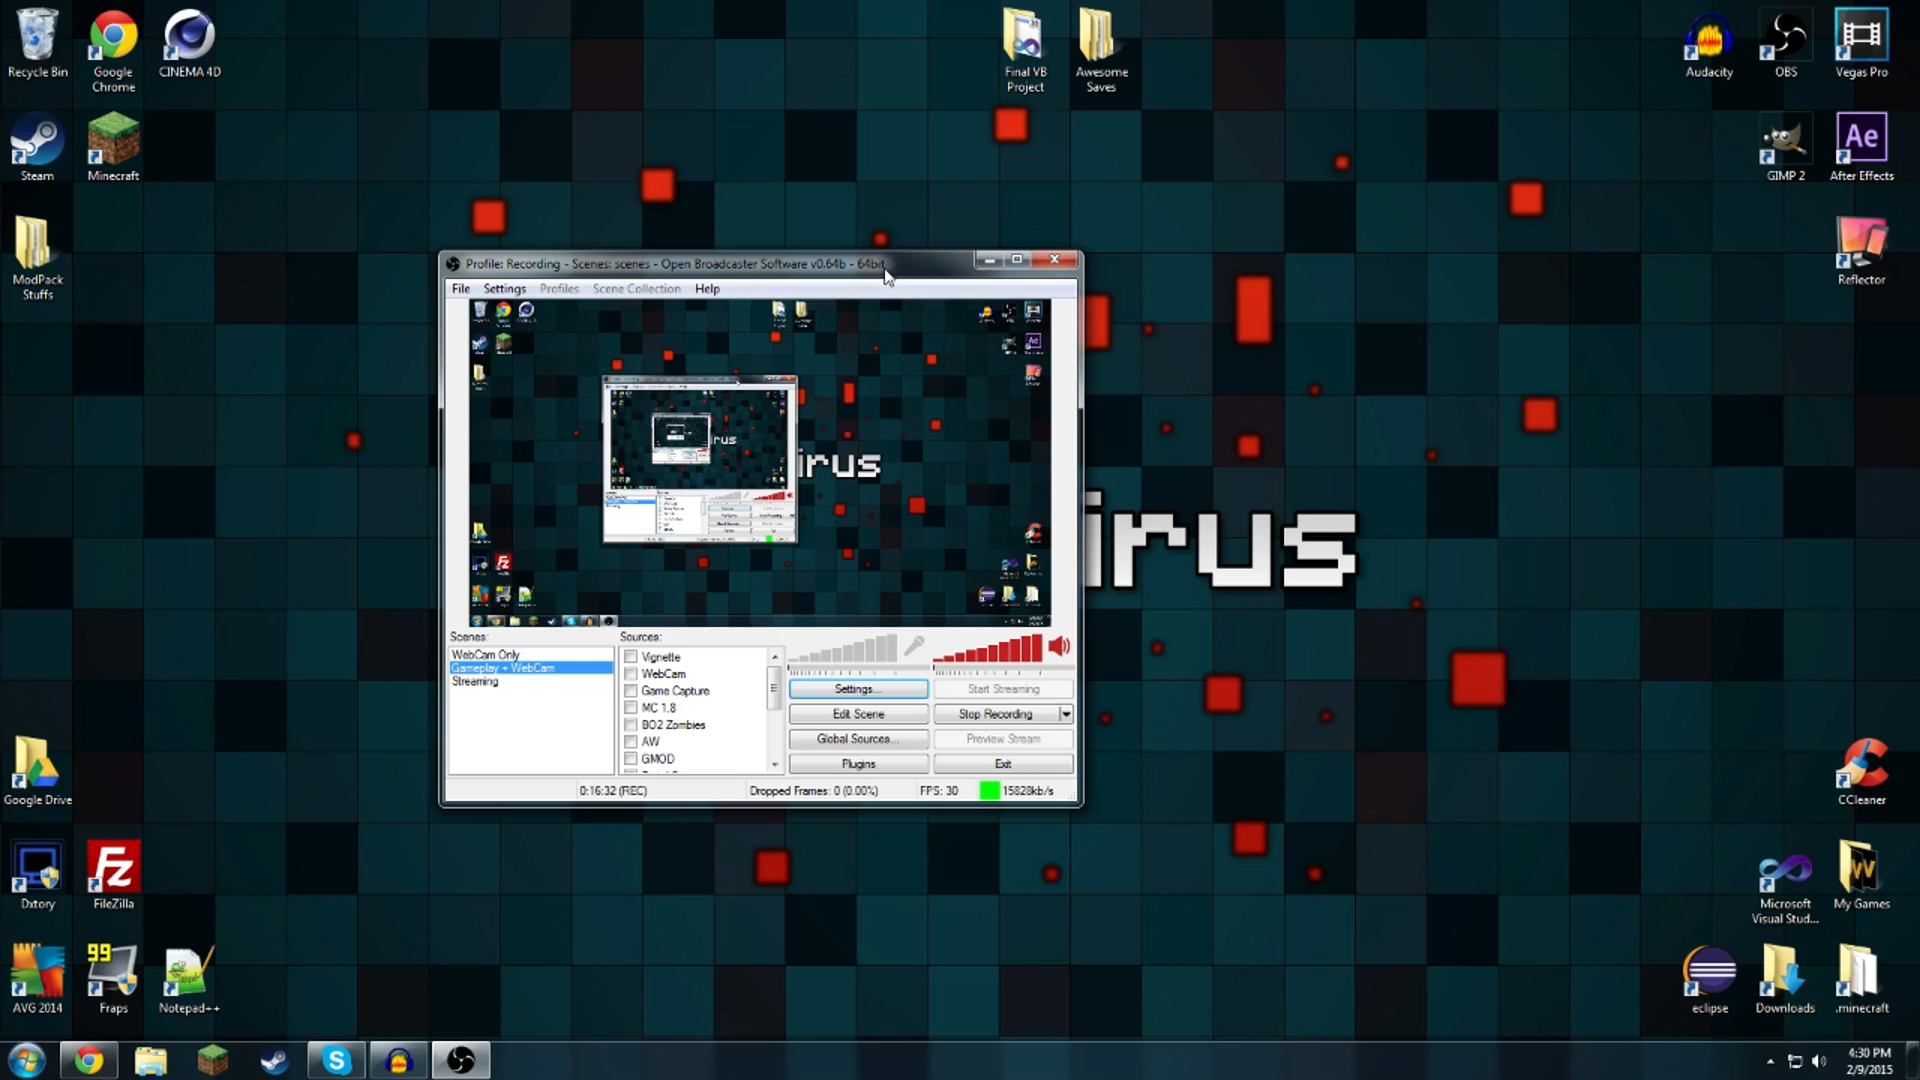 Recycle Bin
Google
Chrome
CINEMA 4D
Final VB
Project
Awesome
Saves
Audacity
OBS
Vegas Pro
Steam
Minecraft
GIMP 2
Ae
After Effects
ModPack
Stuffs
Reflector
Profile: Recording - Scenes: scenes - Open Broadcaster Software v0.64b - 64bit
File Settings Profiles Scene Collection Help
irus
irus
irus
Scenes:
WebCam Only
Gameplay + WebCam
Streaming
Sources:
Vignette
WebCam
Game Capture
MC 1.8
BO2 Zombies
AW
GMOD
Settings...
Start Streaming
Edit Scene
Stop Recording
Global Sources...
Preview Stream
Plugins
Exit
0:16:32 (REC)
Dropped Frames: 0 (0.00%)
FPS: 30
15828kb/s
Google Drive
CCleaner
Fz
Dxtory
FileZilla
Microsoft
Visual Stud...
My Games
99
AVG 2014
Fraps
Notepad++
eclipse
Downloads
.minecraft
4:30 PM
2/9/2015